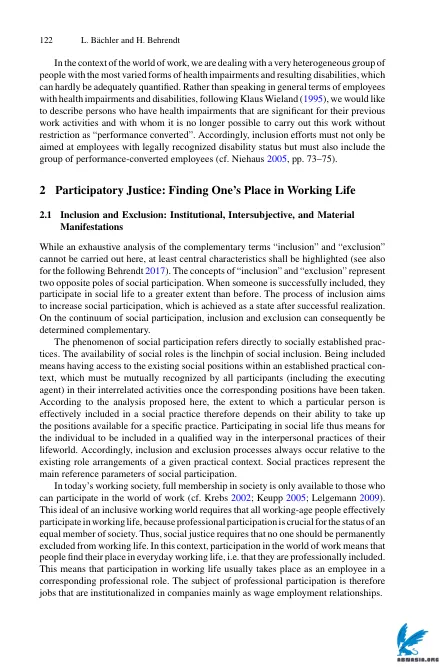 122 L. Bächler and H. Behrendt
In the context of the world of work, we are dealing with a very heterogeneous group of
people with the most varied forms of health impairments and resulting disabilities, which
can hardly be adequately quantified. Rather than speaking in general terms of employees
with health impairments and disabilities, following Klaus Wieland (1995), we would like
to describe persons who have health impairments that are significant for their previous
work activities and with whom it is no longer possible to carry out this work without
restriction as “performance converted”. Accordingly, inclusion efforts must not only be
aimed at employees with legally recognized disability status but must also include the
group of performance-converted employees (cf. Niehaus 2005, pp. 73–75).
2 Participatory Justice: Finding One’s Place in Working Life
2.1 Inclusion and Exclusion: Institutional, Intersubjective, and Material
Manifestations
While an exhaustive analysis of the complementary terms “inclusion” and “exclusion”
cannot be carried out here, at least central characteristics shall be highlighted (see also
for the following Behrendt 2017). The concepts of “inclusion” and “exclusion” represent
two opposite poles of social participation. When someone is successfully included, they
participate in social life to a greater extent than before. The process of inclusion aims
to increase social participation, which is achieved as a state after successful realization.
On the continuum of social participation, inclusion and exclusion can consequently be
determined complementary.
The phenomenon of social participation refers directly to socially established prac-
tices. The availability of social roles is the linchpin of social inclusion. Being included
means having access to the existing social positions within an established practical con-
text, which must be mutually recognized by all participants (including the executing
agent) in their interrelated activities once the corresponding positions have been taken.
According to the analysis proposed here, the extent to which a particular person is
effectively included in a social practice therefore depends on their ability to take up
the positions available for a specific practice. Participating in social life thus means for
the individual to be included in a qualified way in the interpersonal practices of their
lifeworld. Accordingly, inclusion and exclusion processes always occur relative to the
existing role arrangements of a given practical context. Social practices represent the
main reference parameters of social participation.
In today’s working society, full membership in society is only available to those who
can participate in the world of work (cf. Krebs 2002; Keupp 2005; Lelgemann 2009).
This ideal of an inclusive working world requires that all working-age people effectively
participate in working life, because professional participation is crucial for the status of an
equal member of society. Thus, social justice requires that no one should be permanently
excluded from working life. In this context, participation in the world of work means that
people find their place in everyday working life, i.e. that they are professionally included.
This means that participation in working life usually takes place as an employee in a
corresponding professional role. The subject of professional participation is therefore
jobs that are institutionalized in companies mainly as wage employment relationships.